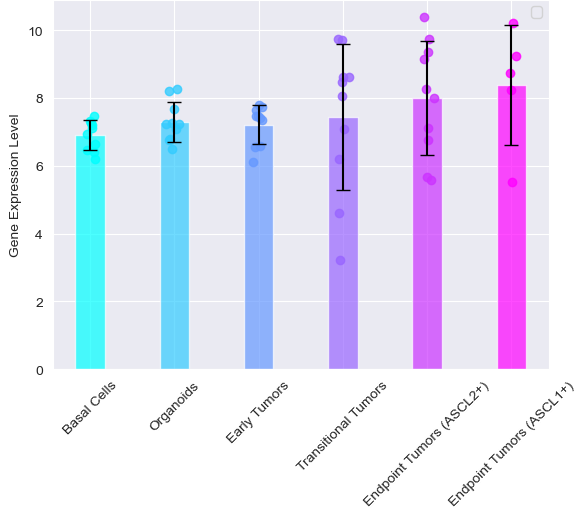 Gene Expression Level
10
8
6
4
2
0
Basal Cells
Organoids
Early Tumors
Transitional Tumors
Endpoint Tumors (ASCL2+)
Endpoint Tumors (ASCL1+)